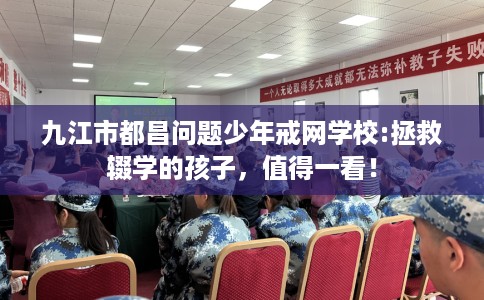 一个人无论取得多大成就都无法弥补教子失败
九江市都昌问题少年戒网学校:拯救
辍学的孩子，值得一看！